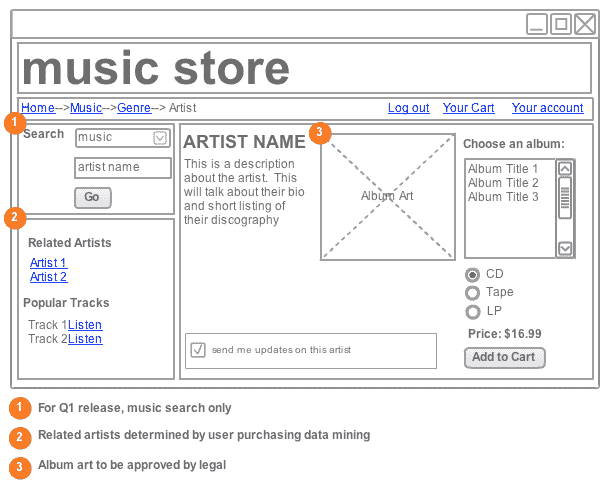 music store
Home-->Music-->Genre--> Artist
Log out Your Cart Your account
1
Search
music
artist name
Go
2
Related Artists
Artist 1
Artist 2
Popular Tracks
Track 1Listen
Track 2Listen
ARTIST NAME
This is a description
about the artist. This
will talk about their bio
and short listing of
their discography
3
Album Art
Choose an album:
Album Title 1
Album Title 2
Album Title 3
CD
Tape
LP
Price: $16.99
Add to Cart
send me updates on this artist
1 For Q1 release, music search only
2 Related artists determined by user purchasing data mining
3 Album art to be approved by legal